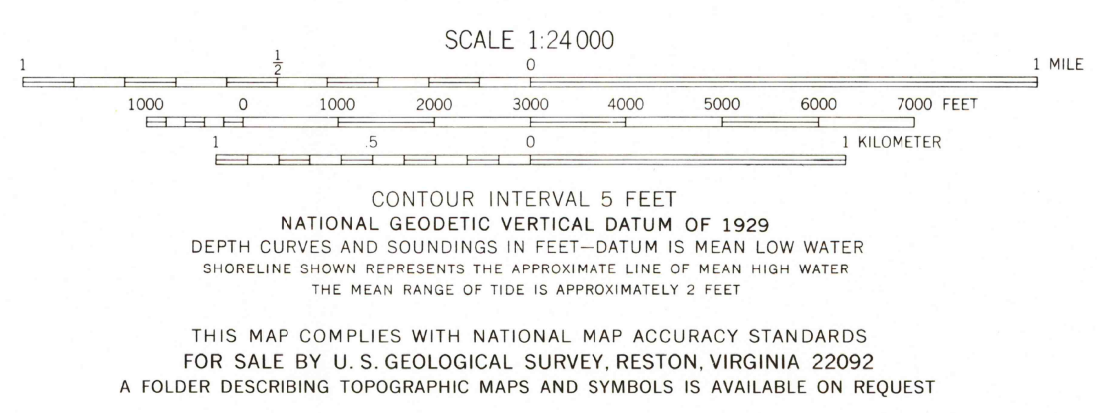 SCALE 1:24 000
1 1/2 0 1 MILE
1000 0 1000 2000 3000 4000 5000 6000 7000 FEET
1 .5 0 1 KILOMETER
CONTOUR INTERVAL 5 FEET
NATIONAL GEODETIC VERTICAL DATUM OF 1929
DEPTH CURVES AND SOUNDINGS IN FEET—DATUM IS MEAN LOW WATER
SHORELINE SHOWN REPRESENTS THE APPROXIMATE LINE OF MEAN HIGH WATER
THE MEAN RANGE OF TIDE IS APPROXIMATELY 2 FEET
THIS MAP COMPLIES WITH NATIONAL MAP ACCURACY STANDARDS
FOR SALE BY U. S. GEOLOGICAL SURVEY, RESTON, VIRGINIA 22092
A FOLDER DESCRIBING TOPOGRAPHIC MAPS AND SYMBOLS IS AVAILABLE ON REQUEST